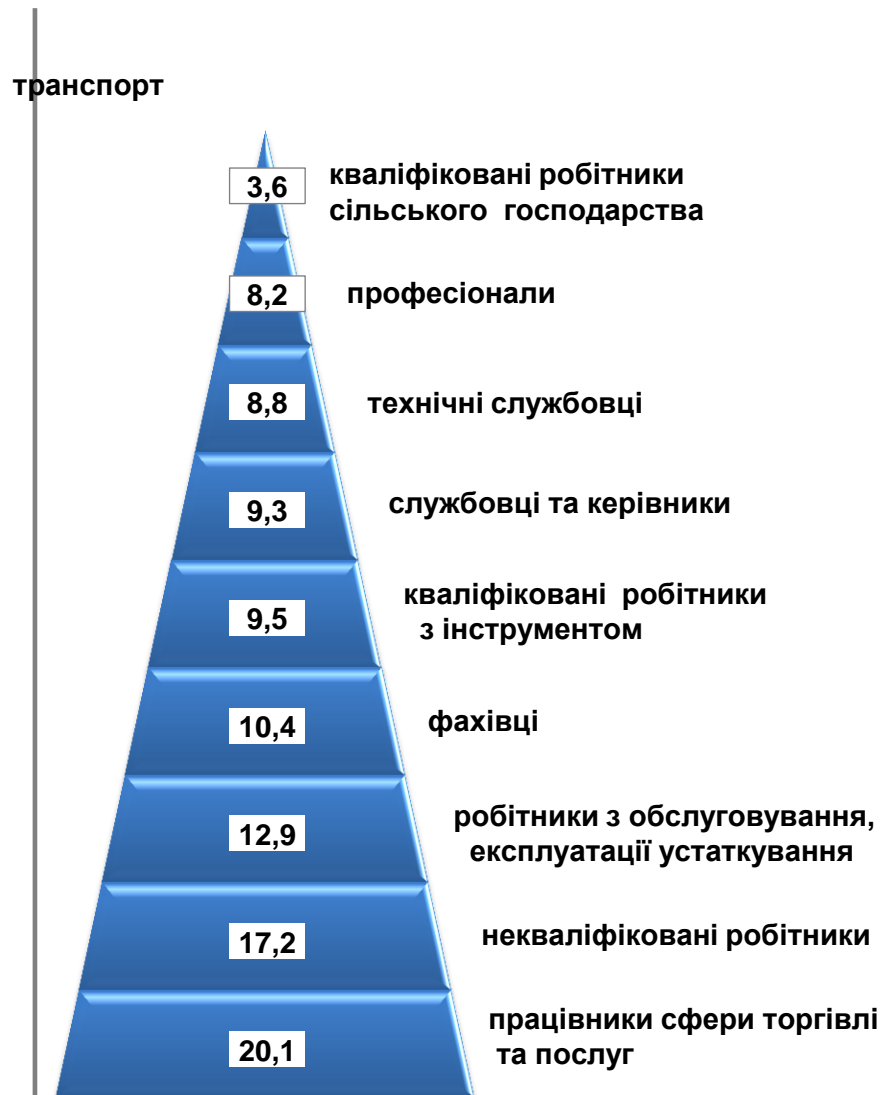 транспорт
3,6
кваліфіковані робітники
сільського господарства
8,2
професіонали
8,8
технічні службовці
9,3
службовці та керівники
9,5
кваліфіковані робітники
з інструментом
10,4
фахівці
12,9
робітники з обслуговування,
експлуатації устаткування
17,2
некваліфіковані робітники
20,1
працівники сфери торгівлі
та послуг